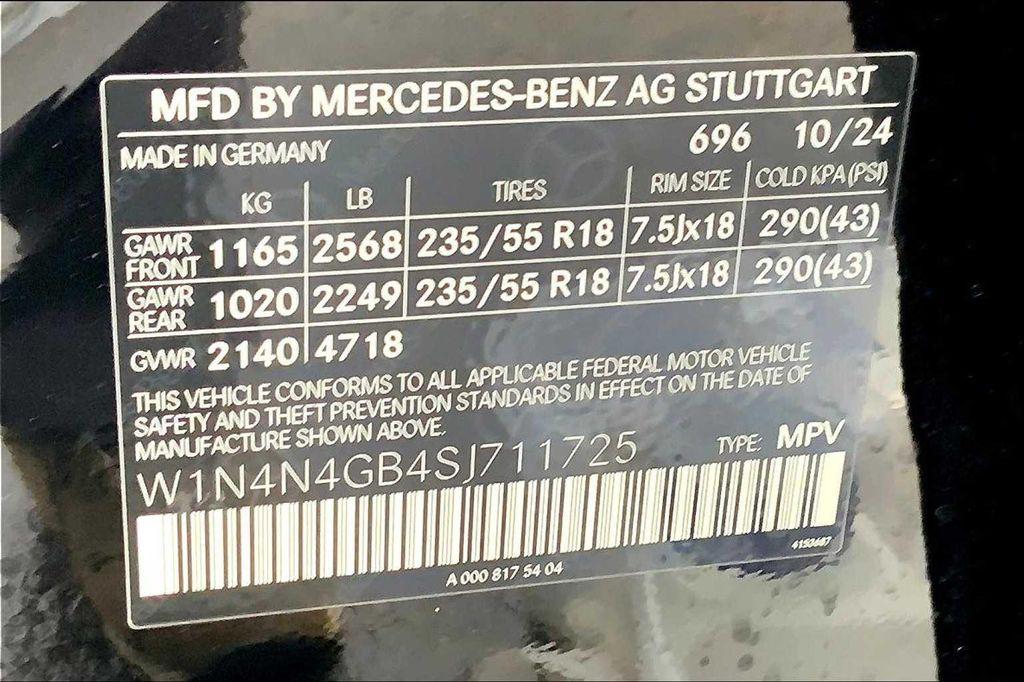 MFD BY MERCEDES-BENZ AG STUTTGART
MADE IN GERMANY 696 10/24
KG LB TIRES RIM SIZE COLD KPA(PSI)
GAWR FRONT 1165 2568 235/55 R18 7.5Jx18 290(43)
GAWR REAR 1020 2249 235/55 R18 7.5Jx18 290(43)
GVWR 2140 4718
THIS VEHICLE CONFORMS TO ALL APPLICABLE FEDERAL MOTOR VEHICLE
SAFETY AND THEFT PREVENTION STANDARDS IN EFFECT ON THE DATE OF
MANUFACTURE SHOWN ABOVE.
W1N4N4GB4SJ711725 TYPE: MPV
A 000 817 54 04
4150687